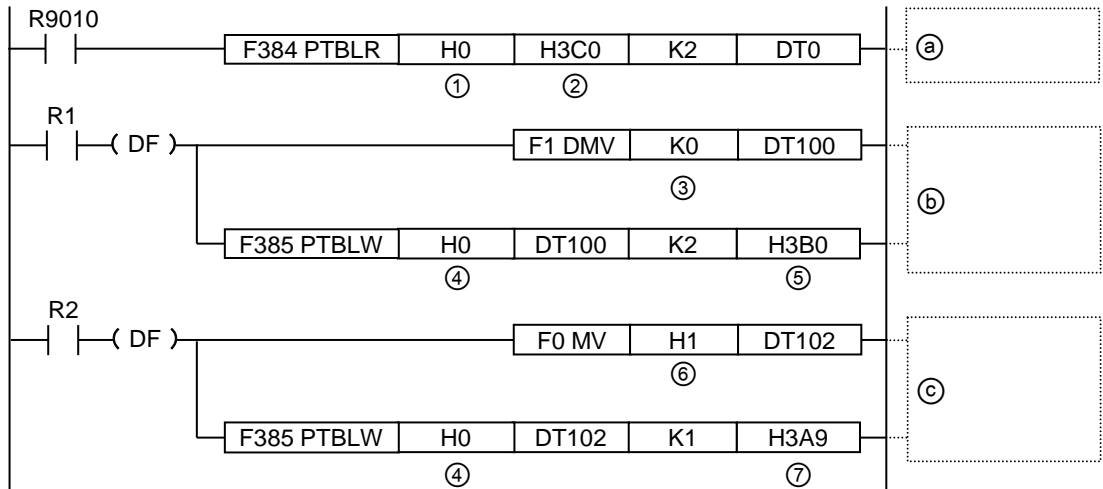 R9010
F384 PTBLR H0 H3C0 K2 DT0 ⓐ
① ②
R1
( DF ) F1 DMV K0 DT100
③
ⓑ
F385 PTBLW H0 DT100 K2 H3B0
④ ⑤
R2
( DF ) F0 MV H1 DT102
⑥
ⓒ
F385 PTBLW H0 DT102 K1 H3A9
④ ⑦